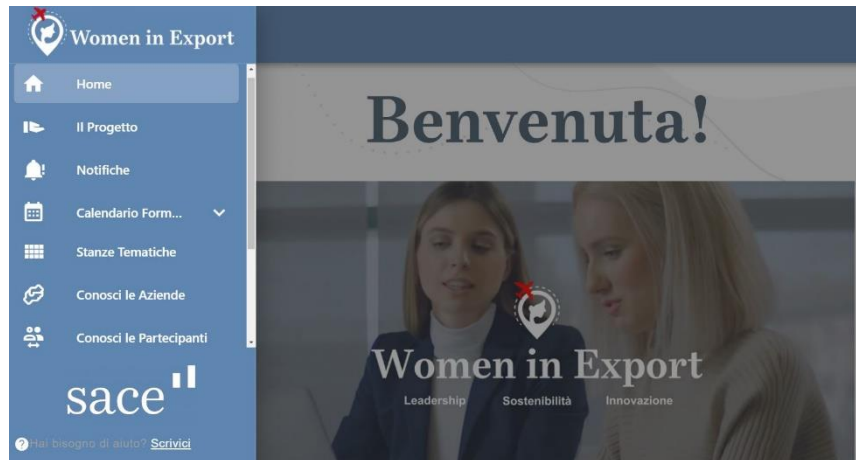 Women in Export
Home
Il Progetto
Notifiche
Calendario Form...
Stanze Tematiche
Conosci le Aziende
Conosci le Partecipanti
sace
Hai bisogno di aiuto? Scrivici
Benvenuta!
Women in Export
Leadership Sostenibilità Innovazione